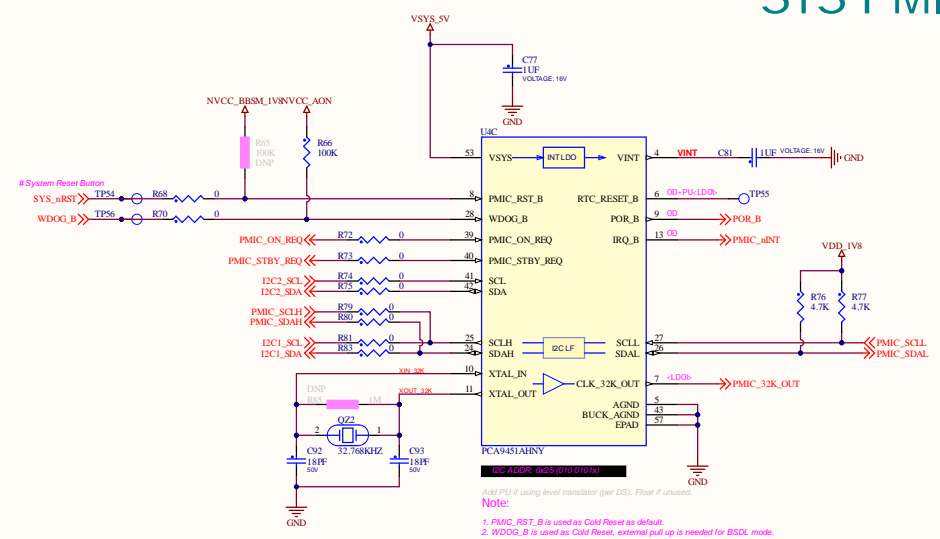 VSYS_5V
C77
1UF
VOLTAGE: 16V
GND
NVCC_BBSM_1V8 NVCC_AON
R65
100K
DNP
R66
100K
U4C
53 VSYS INT LDO VINT 4 VINT C81 1UF VOLTAGE: 16V GND
# System Reset Button
SYS_nRST TP54 R68 0 8 PMIC_RST_B RTC_RESET_B 6 OD+PU<LDOI> TP55
WDOG_B TP56 R70 0 28 WDOG_B POR_B 9 OD POR_B
PMIC_ON_REQ R72 0 39 PMIC_ON_REQ IRQ_B 13 OD PMIC_nINT
PMIC_STBY_REQ R73 0 40 PMIC_STBY_REQ
VDD_1V8
I2C2_SCL R74 0 41 SCL
I2C2_SDA R75 0 42 SDA
R76
4.7K
R77
4.7K
PMIC_SCLH R79 0
PMIC_SDAH R80 0
I2C1_SCL R81 0 25 SCLH I2C LF SCLL 27 PMIC_SCLL
I2C1_SDA R83 0 24 SDAH SDAL 26 PMIC_SDAL
XIN_32K 10 XTAL_IN
XOUT_32K 11 XTAL_OUT
CLK_32K_OUT 7 <LDOI> PMIC_32K_OUT
DNP
R85 1M
AGND 5
BUCK_AGND 43
EPAD 57
QZ2
2 1
32.768KHZ
C92
18PF
50V
C93
18PF
50V
GND
GND
PCA9451AHNY
I2C ADDR: 0x25 (010 0101x)
Add PU if using level translator (per DS). Float if unused.
Note:
1. PMIC_RST_B is used as Cold Reset as default.
2. WDOG_B is used as Cold Reset, external pull up is needed for BSDL mode.